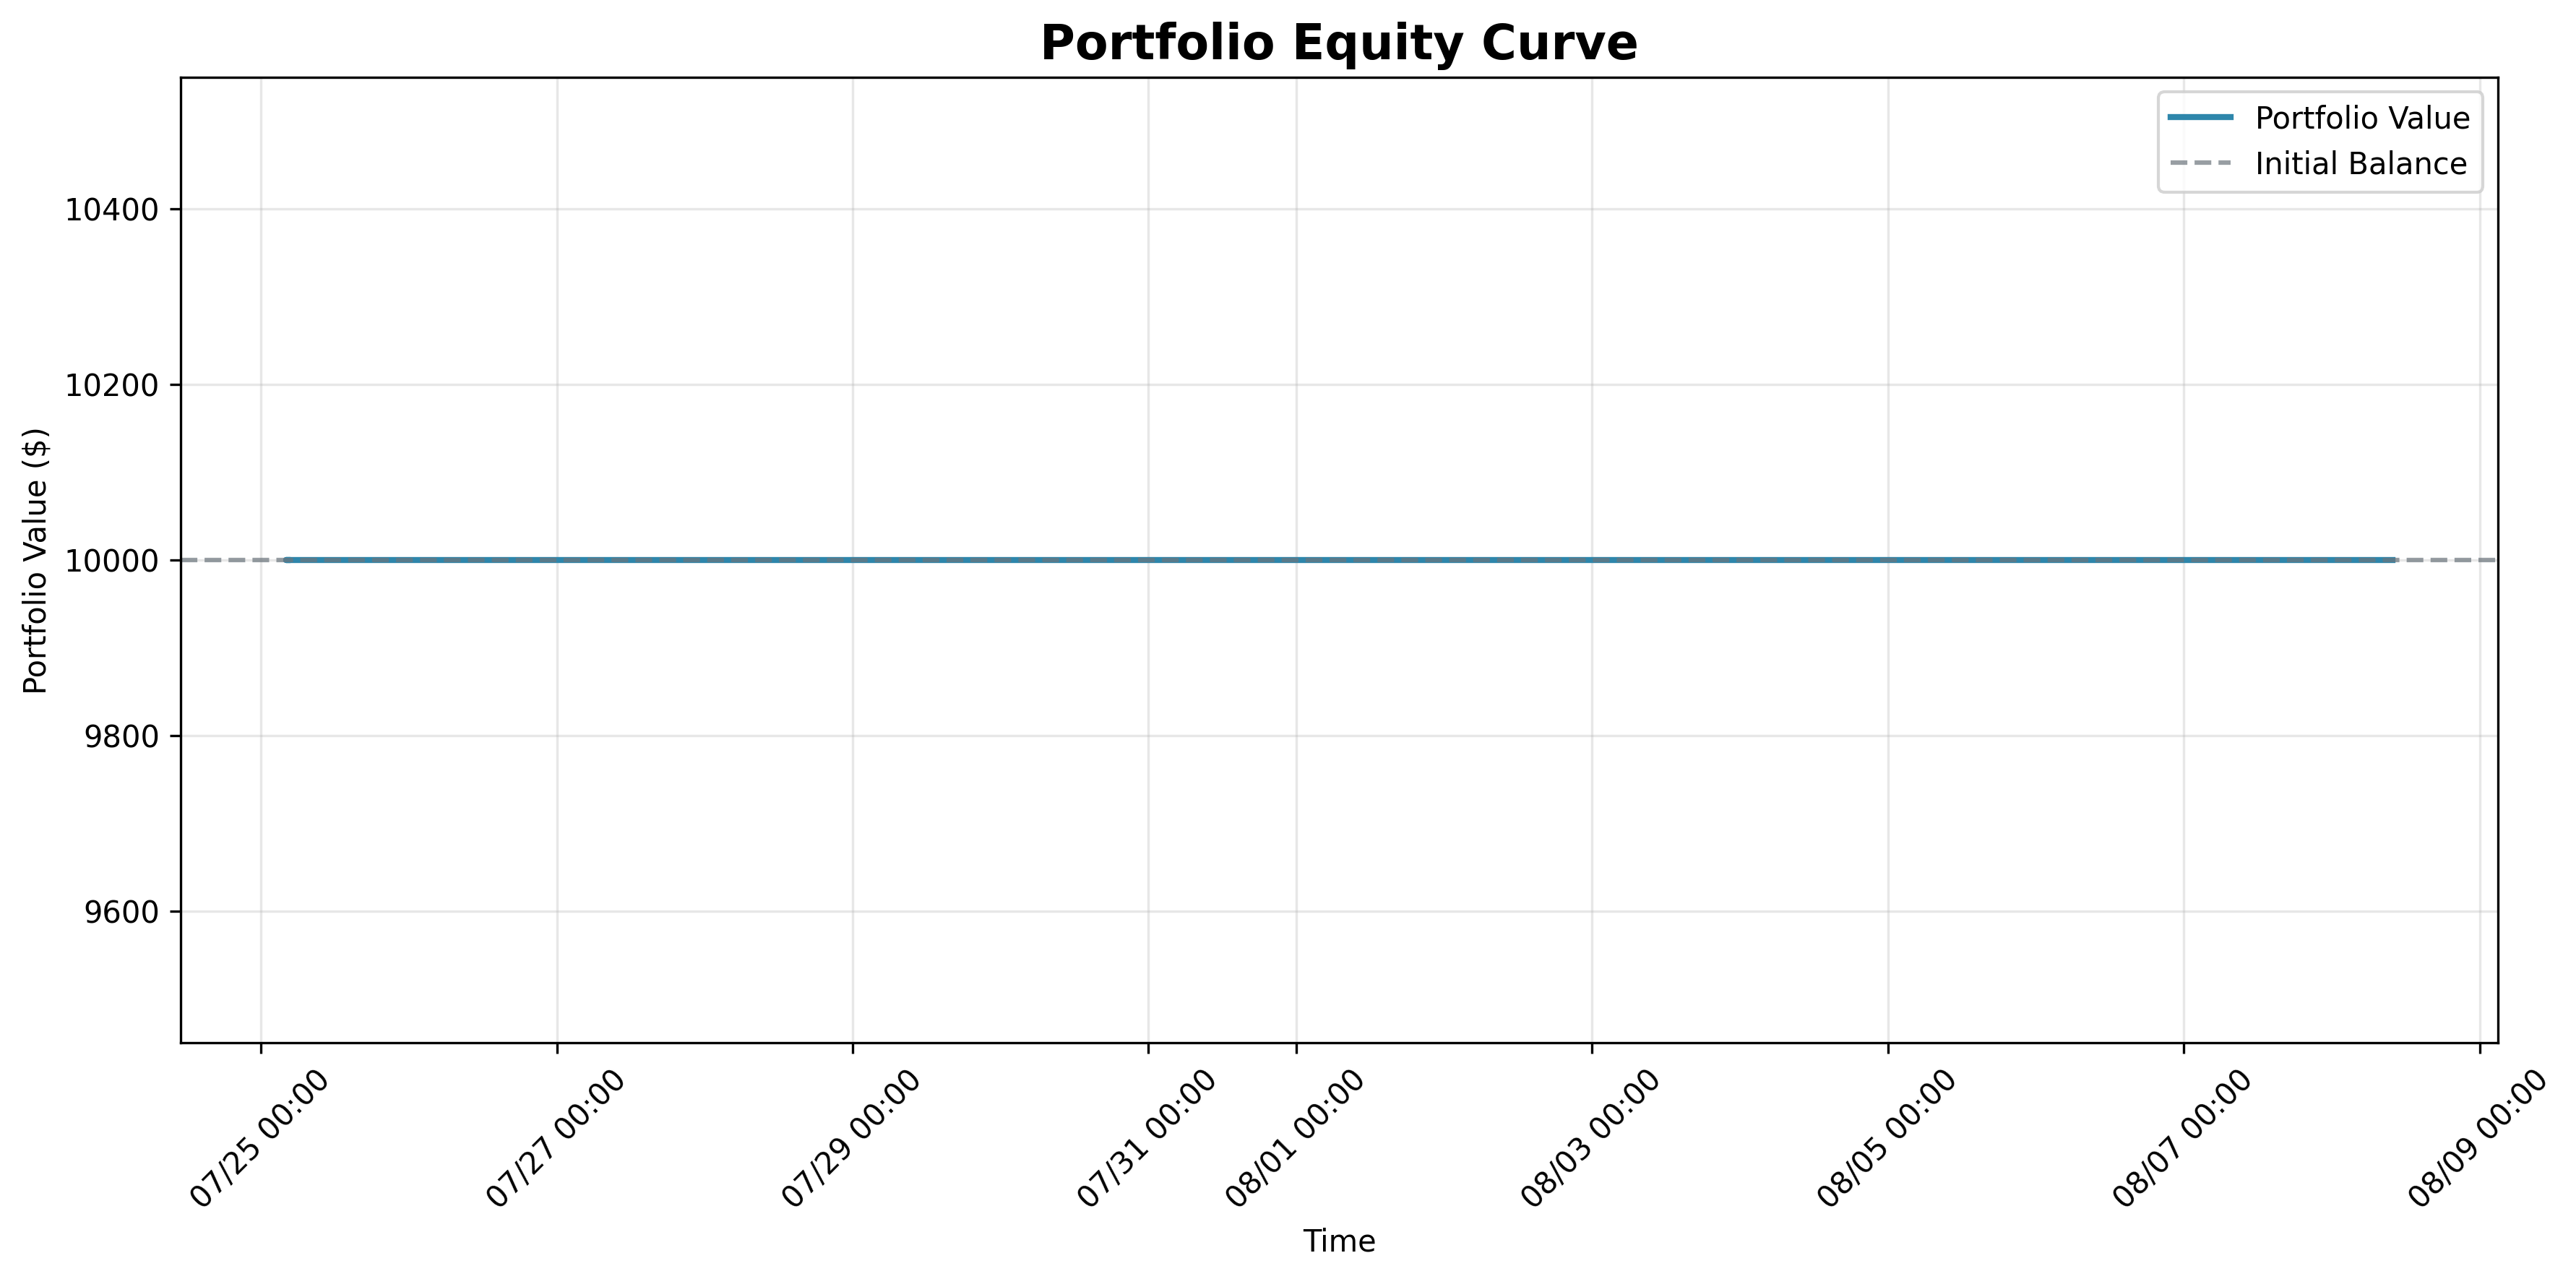 Portfolio Equity Curve
Portfolio Value
Initial Balance
Portfolio Value ($)
10400
10200
10000
9800
9600
07/25 00:00
07/27 00:00
07/29 00:00
07/31 00:00
08/01 00:00
08/03 00:00
08/05 00:00
08/07 00:00
08/09 00:00
Time